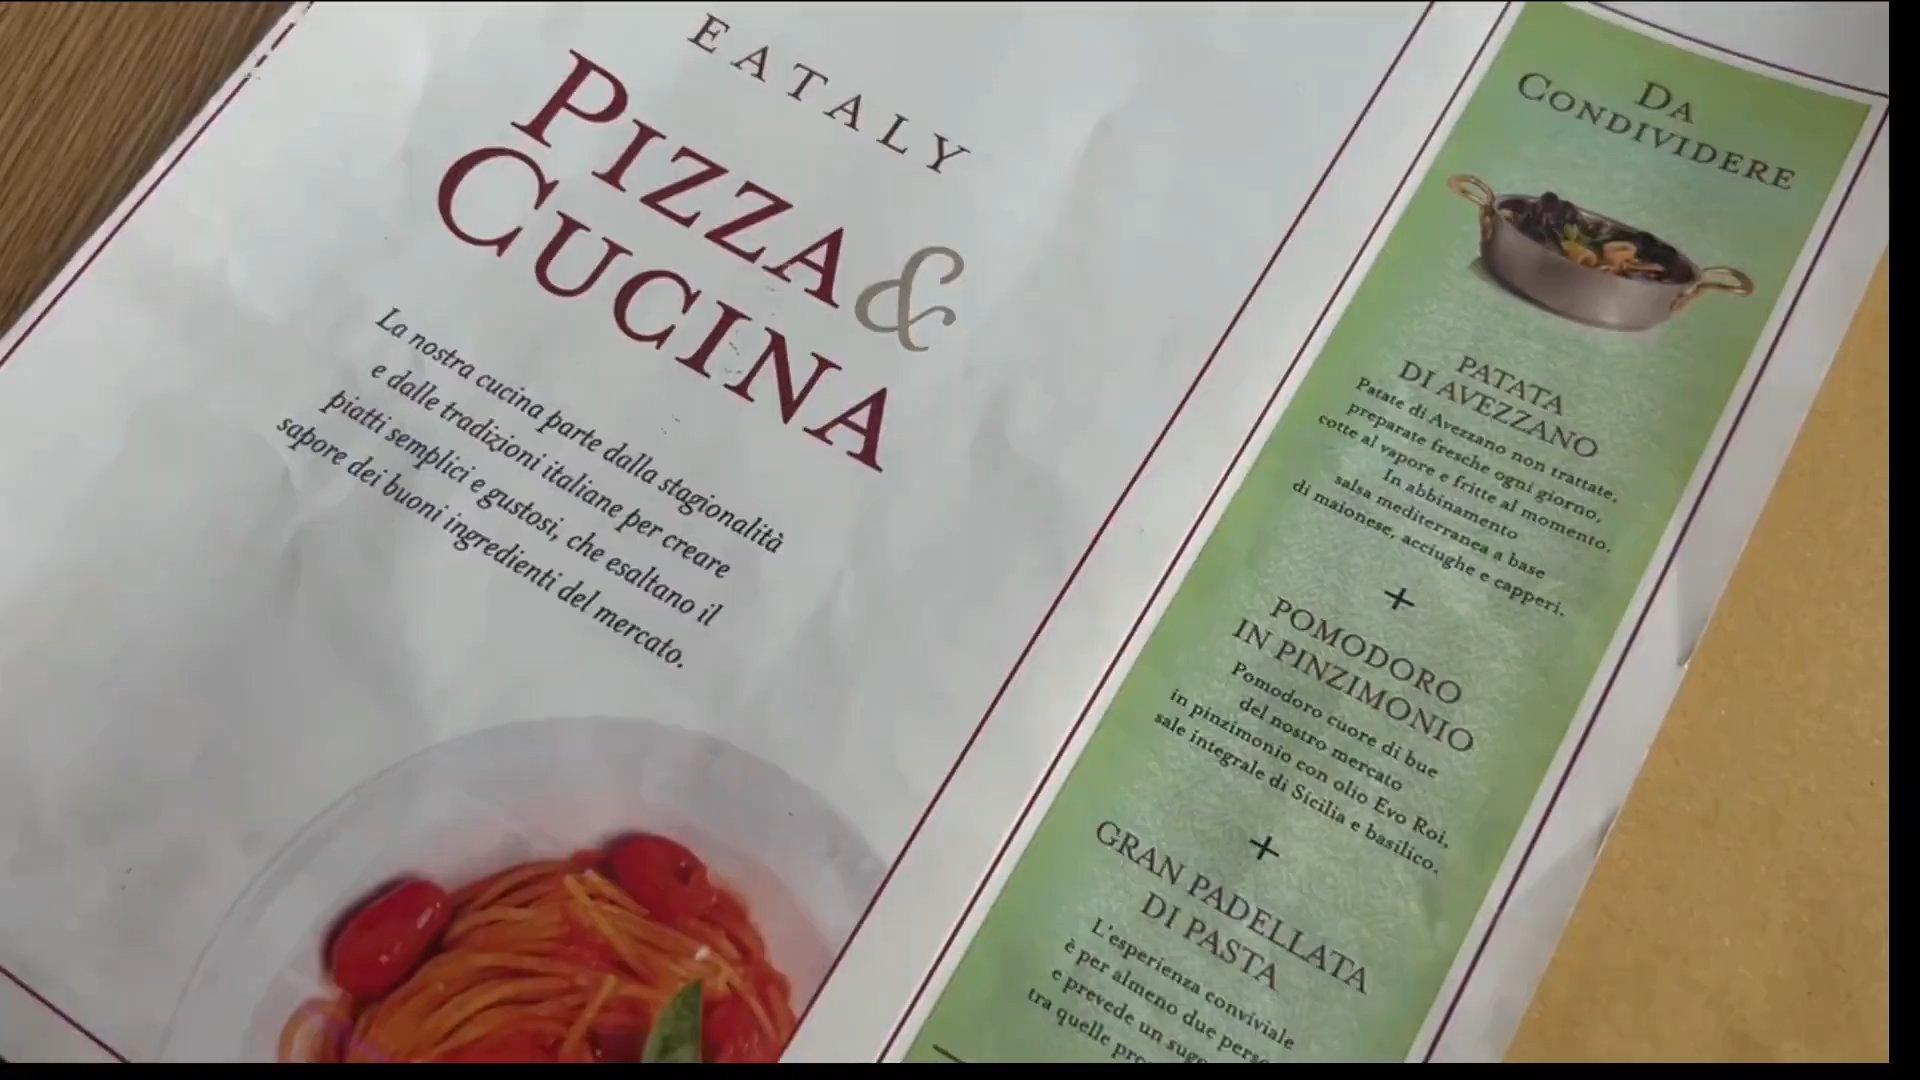 EATALY
PIZZA &
CUCINA
La nostra cucina parte dalla stagionalità
e dalle tradizioni italiane per creare
piatti semplici e gustosi, che esaltano il
sapore dei buoni ingredienti del mercato.
DA
CONDIVIDERE
PATATA
DI AVEZZANO
Patate di Avezzano non trattate,
preparate fresche ogni giorno,
cotte al vapore e fritte al momento.
In abbinamento
salsa mediterranea a base
di maionese, acciughe e capperi.
+
POMODORO
IN PINZIMONIO
Pomodoro cuore di bue
del nostro mercato
in pinzimonio con olio Evo Roi,
sale integrale di Sicilia e basilico.
+
GRAN PADELLATA
DI PASTA
L'esperienza conviviale
è per almeno due
e prevede un
tra quelle